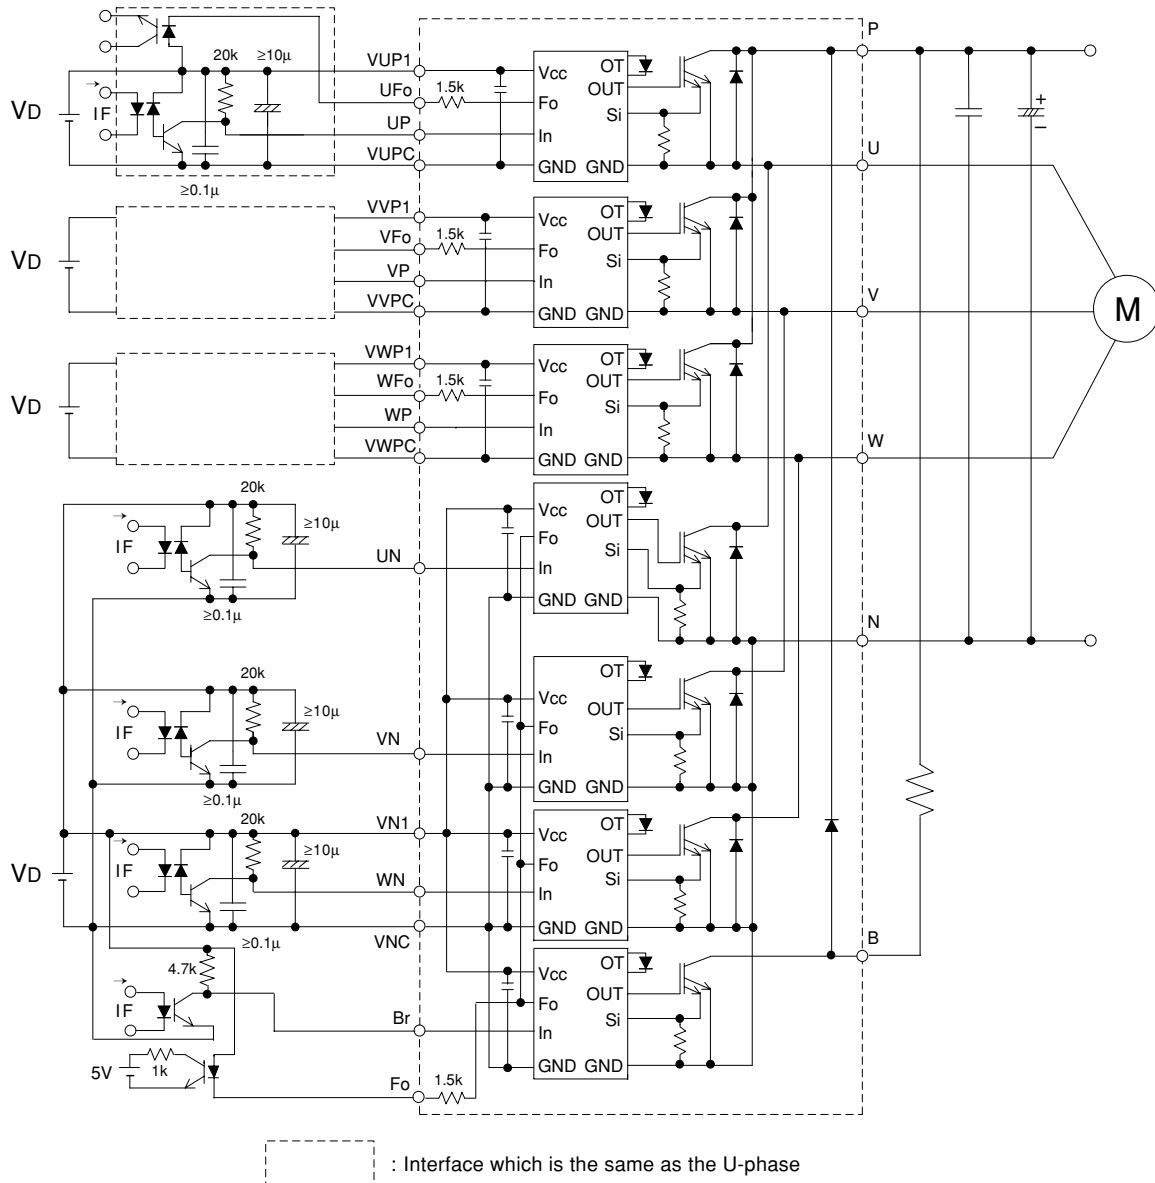 P
20k ≥10µ VUP1 Vcc OT
UFo 1.5k Fo OUT
VD IF UP In Si
VUPC GND GND U
≥0.1µ
+
–
VVP1 Vcc OT
VFo 1.5k Fo OUT
VD VP In Si
VVPC GND GND V
M
VWP1 Vcc OT
WFo 1.5k Fo OUT
VD WP In Si
VWPC GND GND W
20k ≥10µ Vcc OT
IF Fo OUT
UN In Si
≥0.1µ GND GND N
20k ≥10µ Vcc OT
IF Fo OUT
VN In Si
≥0.1µ GND GND
20k ≥10µ VN1 Vcc OT
VD IF Fo OUT
WN In Si
≥0.1µ VNC GND GND B
4.7k Vcc OT
IF Fo OUT
Br In Si
5V 1k GND GND
Fo 1.5k
: Interface which is the same as the U-phase